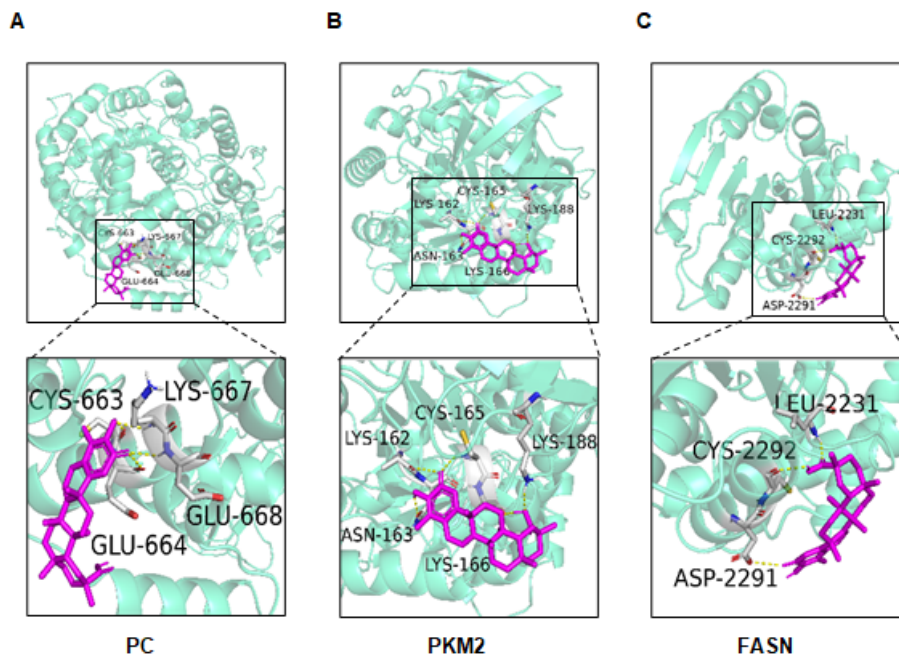 A
B
C
CYS-663
LYS-667
GLU-668
GLU-664
CYS-165
LYS-162
LYS-188
ASN-163
LYS-166
LEU-2231
CYS-2292
ASP-2291
CYS-663
LYS-667
GLU-668
GLU-664
CYS-165
LYS-162
LYS-188
ASN-163
LYS-166
LEU-2231
CYS-2292
ASP-2291
PC
PKM2
FASN